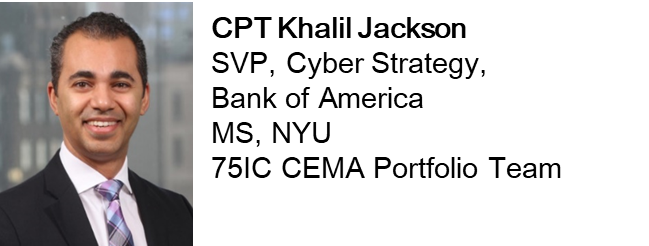 CPT Khalil Jackson
SVP, Cyber Strategy,
Bank of America
MS, NYU
75IC CEMA Portfolio Team